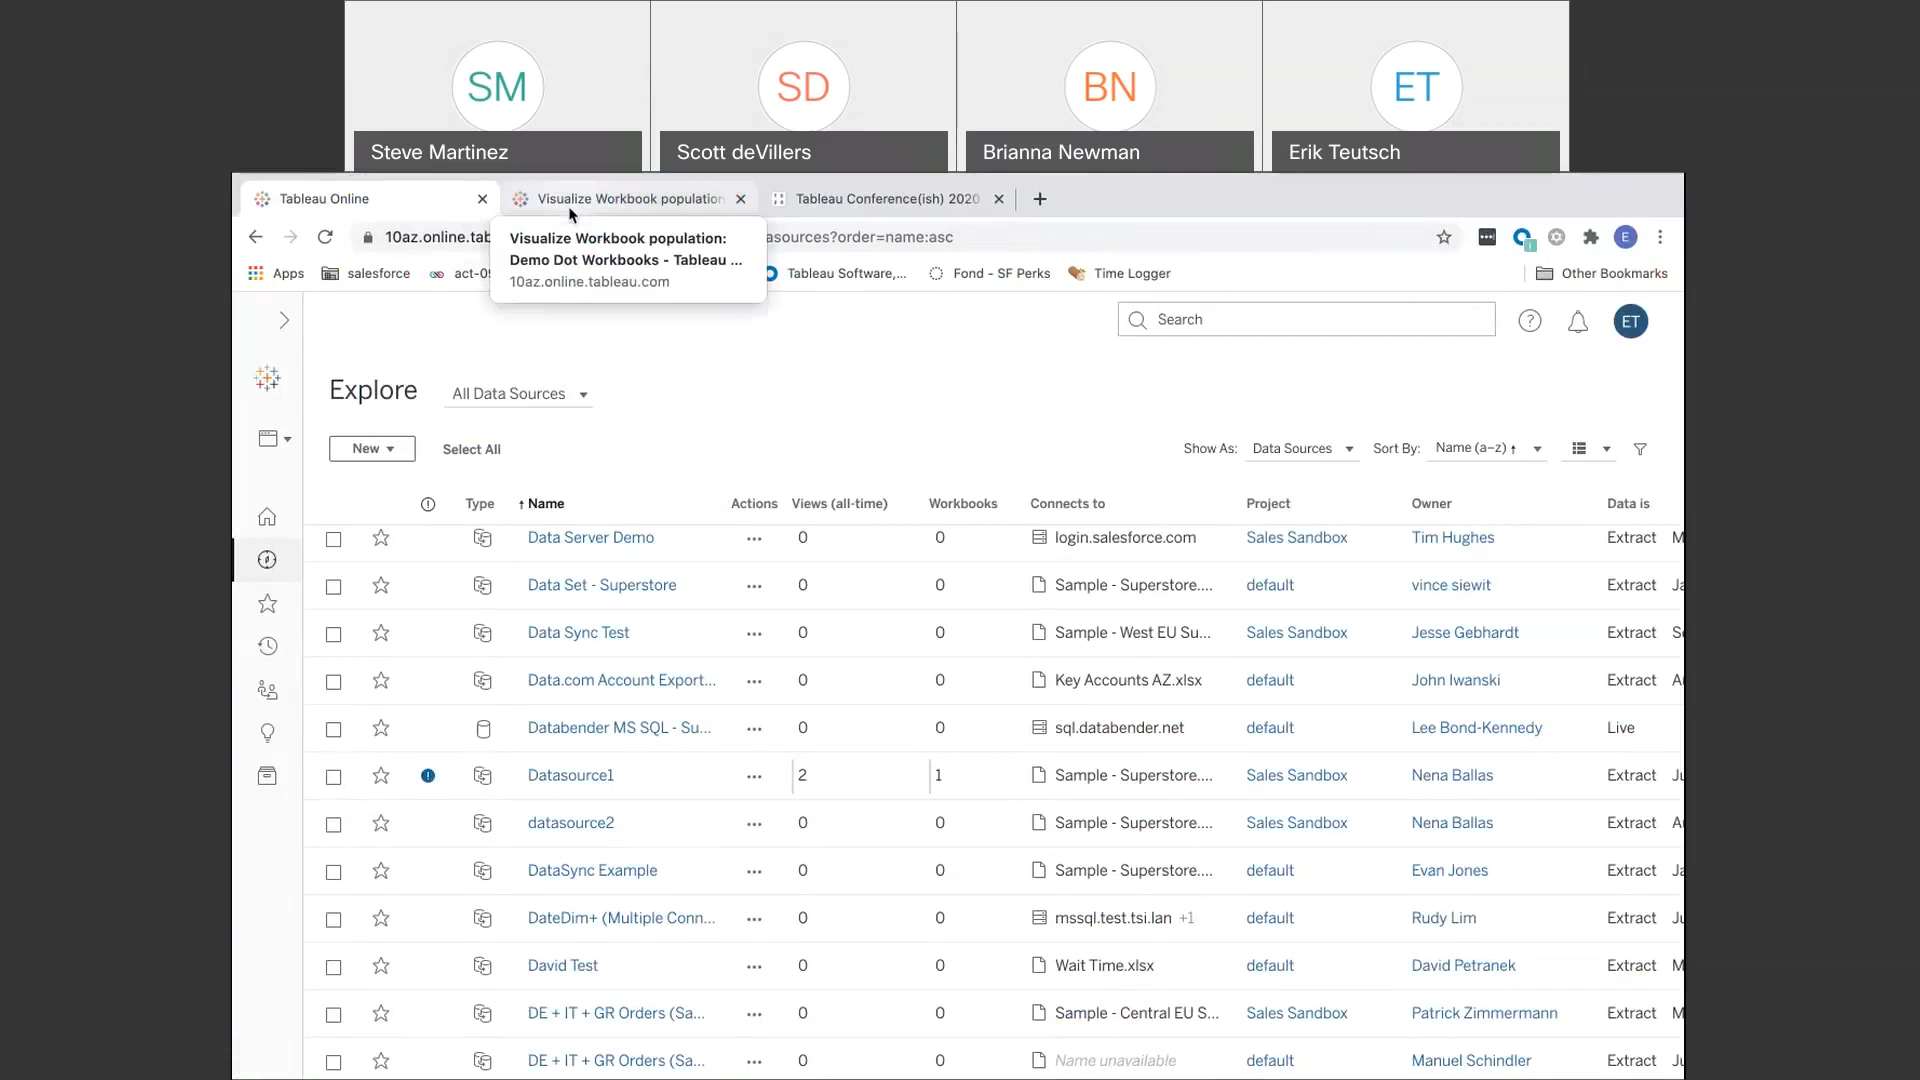 SM SD BN ET
Steve Martinez Scott deVillers Brianna Newman Erik Teutsch
Tableau Online Visualize Workbook population Tableau Conference(ish) 2020
10az.online.tab asources?order=name:asc E
Visualize Workbook population:
Demo Dot Workbooks - Tableau ...
10az.online.tableau.com
Apps salesforce act-0 Tableau Software,... Fond - SF Perks Time Logger Other Bookmarks
Search ? ET
Explore All Data Sources
New Select All Show As: Data Sources Sort By: Name (a–z) ↑
Type ↑ Name Actions Views (all-time) Workbooks Connects to Project Owner Data is
Data Server Demo ... 0 0 login.salesforce.com Sales Sandbox Tim Hughes Extract M
Data Set - Superstore ... 0 0 Sample - Superstore.... default vince siewit Extract Ja
Data Sync Test ... 0 0 Sample - West EU Su... Sales Sandbox Jesse Gebhardt Extract Se
Data.com Account Export... ... 0 0 Key Accounts AZ.xlsx default John Iwanski Extract A
Databender MS SQL - Su... ... 0 0 sql.databender.net default Lee Bond-Kennedy Live
Datasource1 ... 2 1 Sample - Superstore.... Sales Sandbox Nena Ballas Extract Ju
datasource2 ... 0 0 Sample - Superstore.... Sales Sandbox Nena Ballas Extract A
DataSync Example ... 0 0 Sample - Superstore.... default Evan Jones Extract Ja
DateDim+ (Multiple Conn... ... 0 0 mssql.test.tsi.lan +1 default Rudy Lim Extract Ju
David Test ... 0 0 Wait Time.xlsx default David Petranek Extract M
DE + IT + GR Orders (Sa... ... 0 0 Sample - Central EU S... Sales Sandbox Patrick Zimmermann Extract M
DE + IT + GR Orders (Sa... ... 0 0 Name unavailable default Manuel Schindler Extract Ju